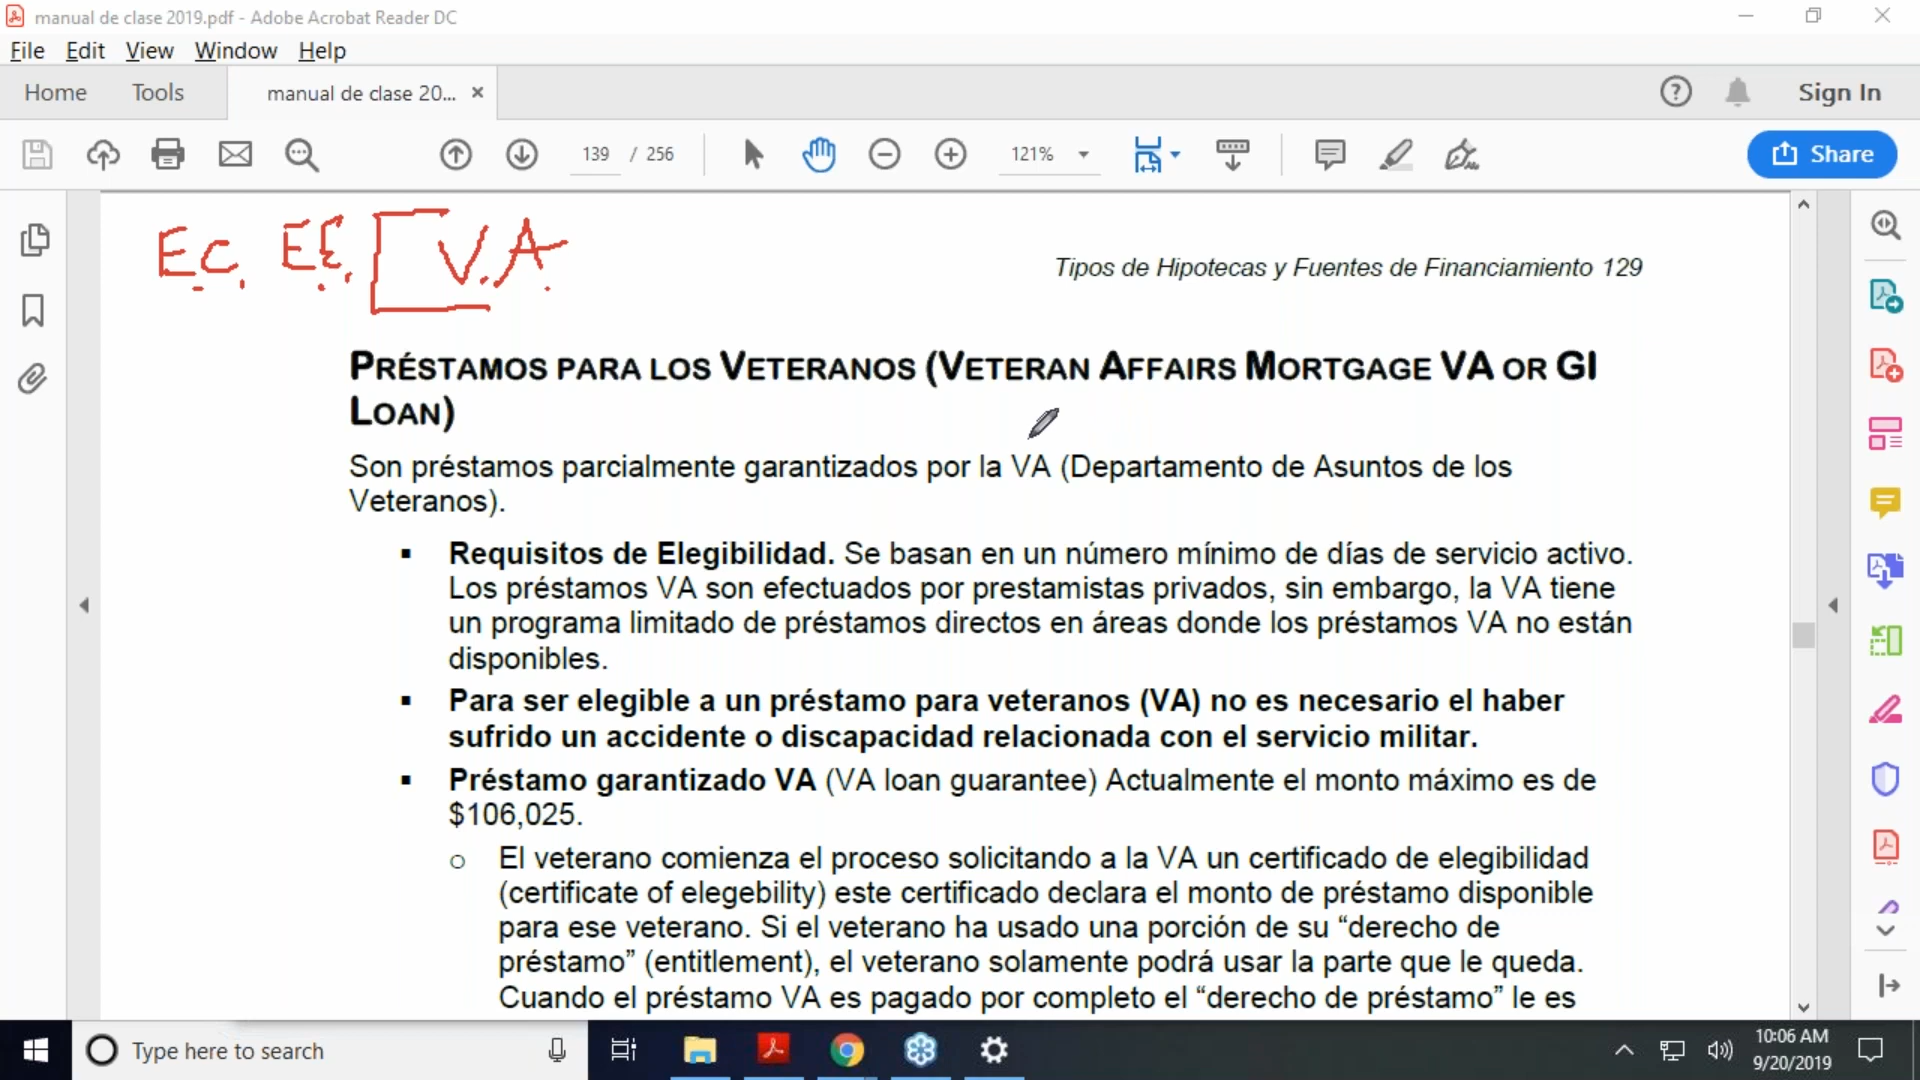 manual de clase 2019.pdf - Adobe Acrobat Reader DC
File Edit View Window Help
Home Tools manual de clase 20... × Sign In
139 / 256 121% Share
E.C. EE. V.A.
Tipos de Hipotecas y Fuentes de Financiamiento 129
PRÉSTAMOS PARA LOS VETERANOS (VETERAN AFFAIRS MORTGAGE VA OR GI
LOAN)
Son préstamos parcialmente garantizados por la VA (Departamento de Asuntos de los
Veteranos).
▪ Requisitos de Elegibilidad. Se basan en un número mínimo de días de servicio activo.
Los préstamos VA son efectuados por prestamistas privados, sin embargo, la VA tiene
un programa limitado de préstamos directos en áreas donde los préstamos VA no están
disponibles.
▪ Para ser elegible a un préstamo para veteranos (VA) no es necesario el haber
sufrido un accidente o discapacidad relacionada con el servicio militar.
▪ Préstamo garantizado VA (VA loan guarantee) Actualmente el monto máximo es de
$106,025.
o El veterano comienza el proceso solicitando a la VA un certificado de elegibilidad
(certificate of elegebility) este certificado declara el monto de préstamo disponible
para ese veterano. Si el veterano ha usado una porción de su “derecho de
préstamo” (entitlement), el veterano solamente podrá usar la parte que le queda.
Cuando el préstamo VA es pagado por completo el “derecho de préstamo” le es
Type here to search
10:06 AM
9/20/2019